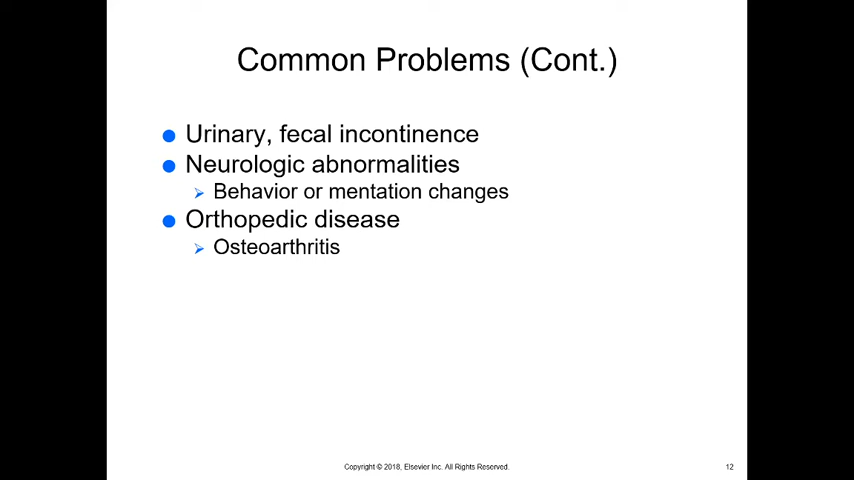 Common Problems (Cont.)
Urinary, fecal incontinence
Neurologic abnormalities
Behavior or mentation changes
Orthopedic disease
Osteoarthritis
Copyright © 2018, Elsevier Inc. All Rights Reserved.
12